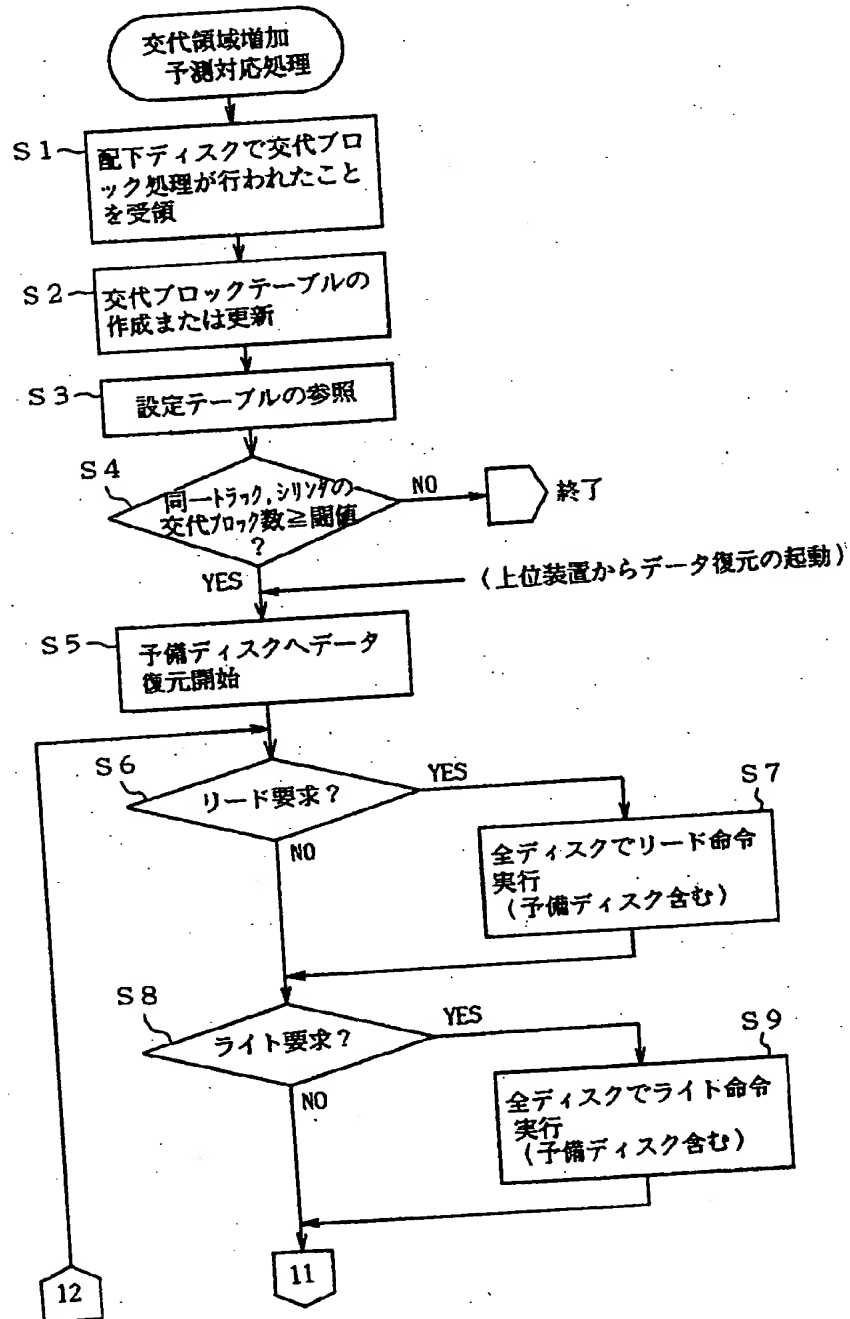 交代領域増加
予測対応処理
S1
配下ディスクで交代ブロ
ック処理が行われたこと
を受領
S2
交代ブロックテーブルの
作成または更新
S3
設定テーブルの参照
S4
同一トラック,シリンダの
交代ブロック数≧閾値
?
NO
終了
YES
(上位装置からデータ復元の起動)
S5
予備ディスクへデータ
復元開始
S6
リード要求?
YES
NO
S7
全ディスクでリード命令
実行
(予備ディスク含む)
S8
ライト要求?
YES
NO
S9
全ディスクでライト命令
実行
(予備ディスク含む)
11
12